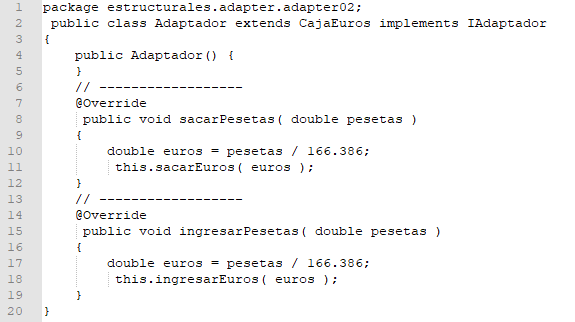 1 package estructurales.adapter.adapter02;
2 public class Adaptador extends CajaEuros implements IAdaptador
3 {
4 public Adaptador() {
5 }
6 // ------------------
7 @Override
8 public void sacarPesetas( double pesetas )
9 {
10 double euros = pesetas / 166.386;
11 this.sacarEuros( euros );
12 }
13 // ------------------
14 @Override
15 public void ingresarPesetas( double pesetas )
16 {
17 double euros = pesetas / 166.386;
18 this.ingresarEuros( euros );
19 }
20 }